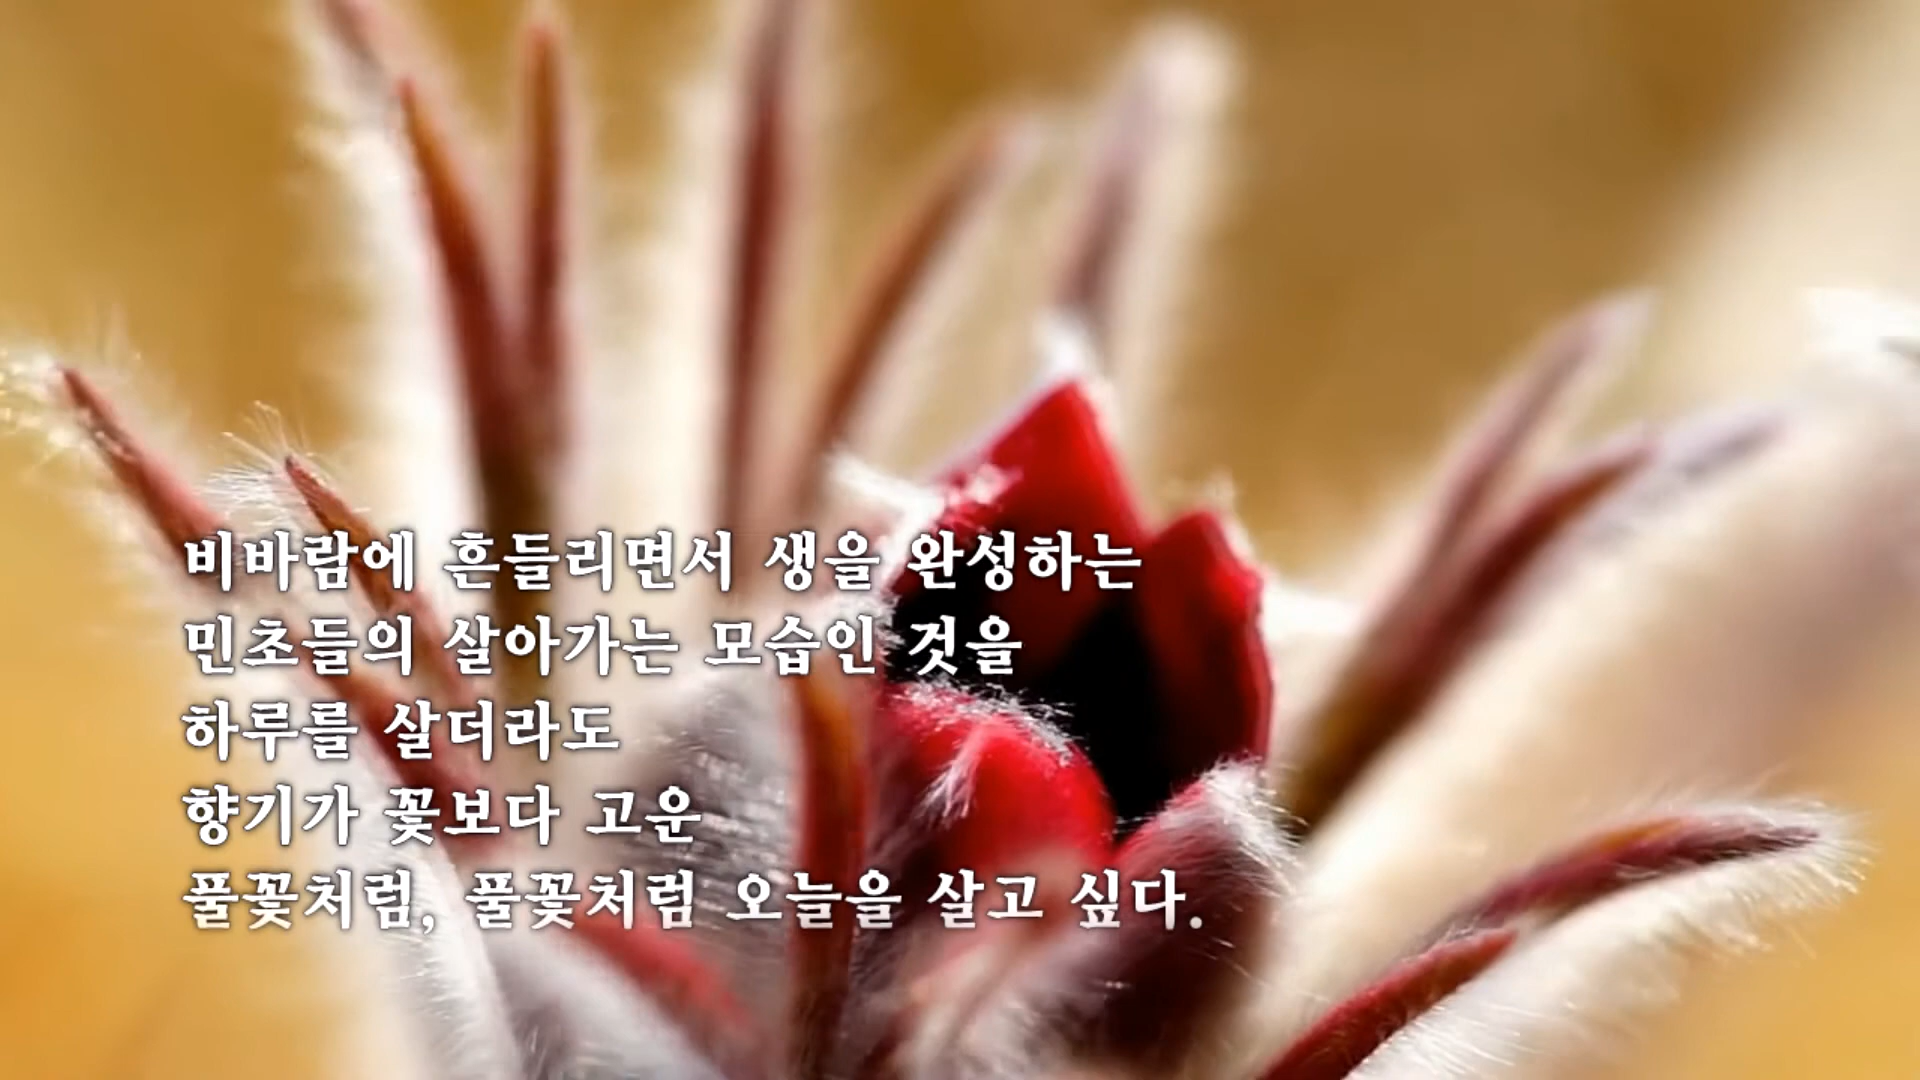 비바람에 흔들리면서 생을 완성하는
민초들의 살아가는 모습인 것을
하루를 살더라도
향기가 꽃보다 고운
풀꽃처럼, 풀꽃처럼 오늘을 살고 싶다.